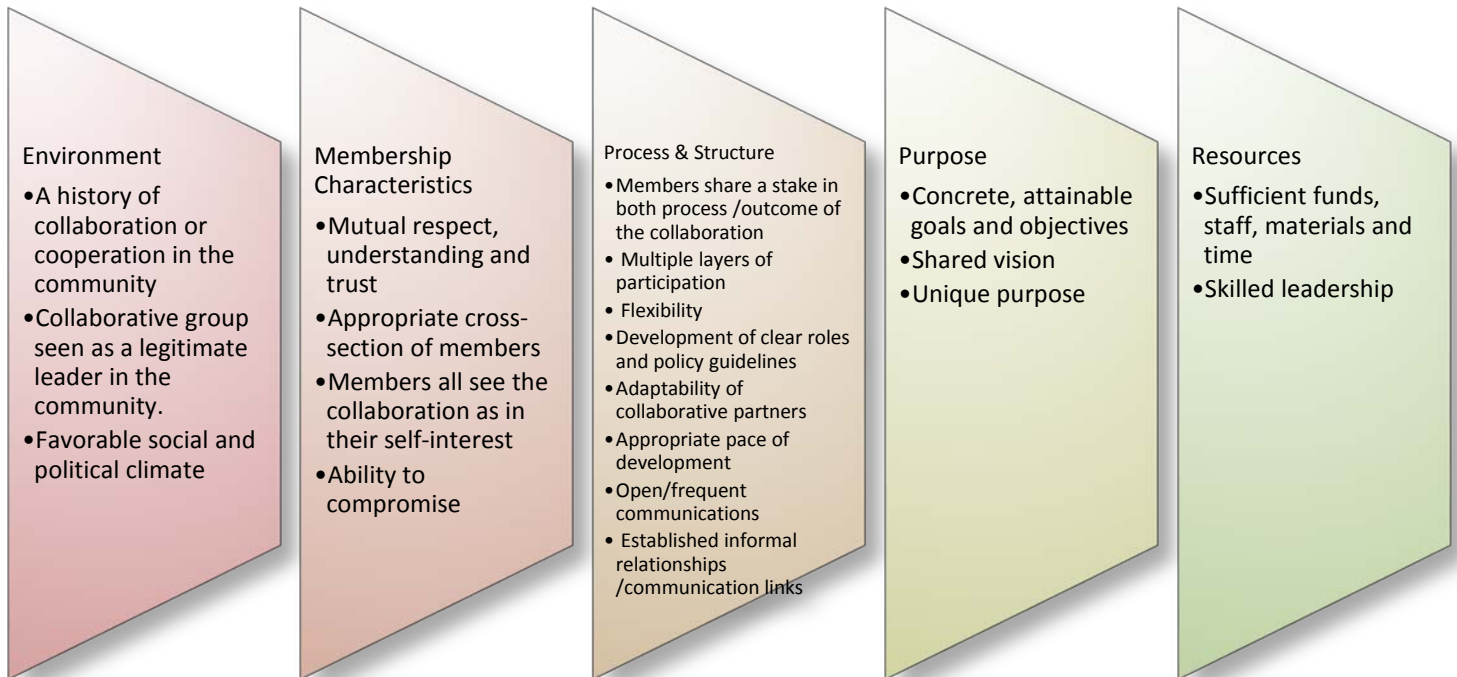 Environment
•A history of
collaboration or
cooperation in the
community
•Collaborative group
seen as a legitimate
leader in the
community.
•Favorable social and
political climate
Membership
Characteristics
•Mutual respect,
understanding and
trust
•Appropriate cross-
section of members
•Members all see the
collaboration as in
their self-interest
•Ability to
compromise
Process & Structure
•Members share a stake in
both process /outcome of
the collaboration
• Multiple layers of
participation
• Flexibility
•Development of clear roles
and policy guidelines
•Adaptability of
collaborative partners
•Appropriate pace of
development
•Open/frequent
communications
• Established informal
relationships
/communication links
Purpose
•Concrete, attainable
goals and objectives
•Shared vision
•Unique purpose
Resources
•Sufficient funds,
staff, materials and
time
•Skilled leadership